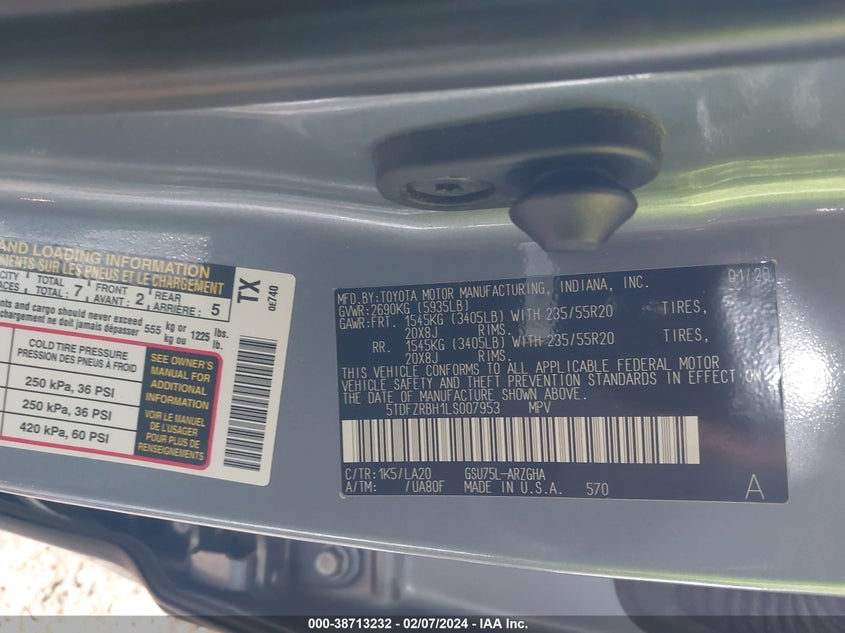 AND LOADING INFORMATION
SUR LES PNEUS ET LE CHARGEMENT
TOTAL : 7 FRONT 2 REAR 5
AVANT : ARRIÈRE :
TX
0E740
and cargo should never exceed 555 kg or 1225 lbs.
ne doit jamais dépasser kg ou lb.
COLD TIRE PRESSURE
PRESSION DES PNEUS À FROID
250 kPa, 36 PSI
250 kPa, 36 PSI
420 kPa, 60 PSI
SEE OWNER'S
MANUAL FOR
ADDITIONAL
INFORMATION
VOIR LE MANUEL
DE L'USAGER
POUR PLUS DE
RENSEIGNEMENTS
MFD.BY:TOYOTA MOTOR MANUFACTURING, INDIANA, INC. 01/20
GVWR:2690KG (5935LB)
GAWR:FRT. 1545KG (3405LB) WITH 235/55R20 TIRES,
20X8J RIMS.
RR. 1545KG (3405LB) WITH 235/55R20 TIRES,
20X8J RIMS.
THIS VEHICLE CONFORMS TO ALL APPLICABLE FEDERAL MOTOR
VEHICLE SAFETY AND THEFT PREVENTION STANDARDS IN EFFECT ON
THE DATE OF MANUFACTURE SHOWN ABOVE.
5TDFZRBH1LS007953 MPV
C/TR:1K5/LA20 GSU75L-ARZGHA
A/TM: /UA80F MADE IN U.S.A. 570
A
000-38713232 - 02/07/2024 - IAA Inc.